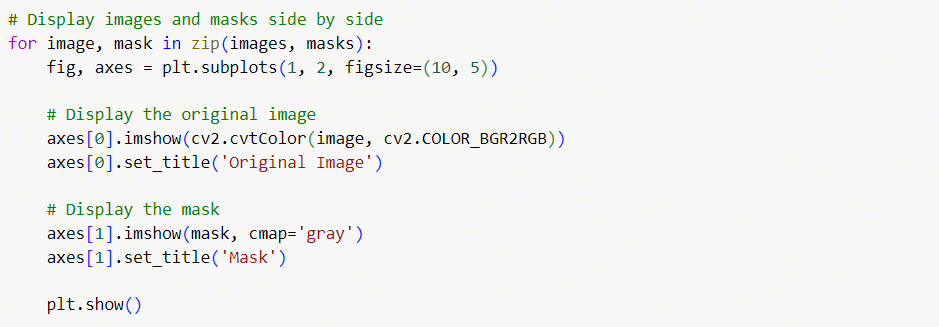 # Display images and masks side by side
for image, mask in zip(images, masks):
    fig, axes = plt.subplots(1, 2, figsize=(10, 5))
    # Display the original image
    axes[0].imshow(cv2.cvtColor(image, cv2.COLOR_BGR2RGB))
    axes[0].set_title('Original Image')
    # Display the mask
    axes[1].imshow(mask, cmap='gray')
    axes[1].set_title('Mask')
    plt.show()